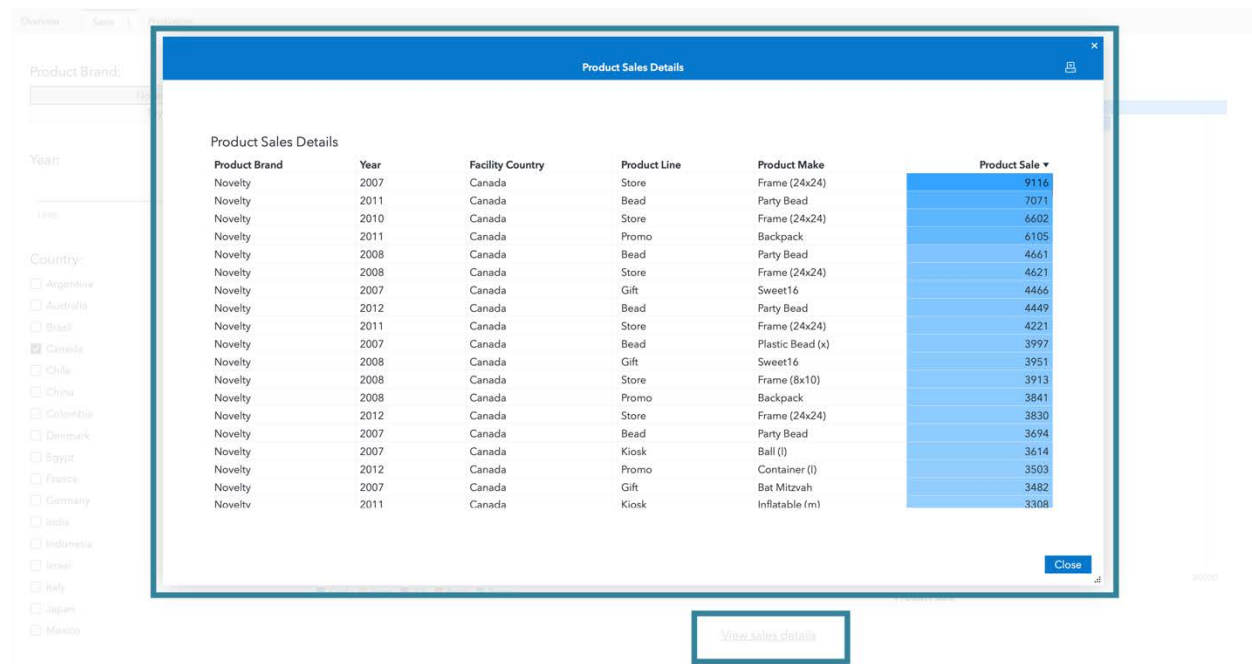 Overview Sales Production
Product Brand:
Year:
Country:
Argentina
Australia
Brazil
Canada
Chile
China
Colombia
Denmark
Egypt
France
Germany
India
Indonesia
Israel
Italy
Japan
Mexico
×
Product Sales Details
Product Sales Details
Product Brand Year Facility Country Product Line Product Make Product Sale ▼
Novelty 2007 Canada Store Frame (24x24) 9116
Novelty 2011 Canada Bead Party Bead 7071
Novelty 2010 Canada Store Frame (24x24) 6602
Novelty 2011 Canada Promo Backpack 6105
Novelty 2008 Canada Bead Party Bead 4661
Novelty 2008 Canada Store Frame (24x24) 4621
Novelty 2007 Canada Gift Sweet16 4466
Novelty 2012 Canada Bead Party Bead 4449
Novelty 2011 Canada Store Frame (24x24) 4221
Novelty 2007 Canada Bead Plastic Bead (x) 3997
Novelty 2008 Canada Gift Sweet16 3951
Novelty 2008 Canada Store Frame (8x10) 3913
Novelty 2008 Canada Promo Backpack 3841
Novelty 2012 Canada Store Frame (24x24) 3830
Novelty 2007 Canada Bead Party Bead 3694
Novelty 2007 Canada Kiosk Ball (l) 3614
Novelty 2012 Canada Promo Container (l) 3503
Novelty 2007 Canada Gift Bat Mitzvah 3482
Novelty 2011 Canada Kiosk Inflatable (m) 3308
Close
View sales details